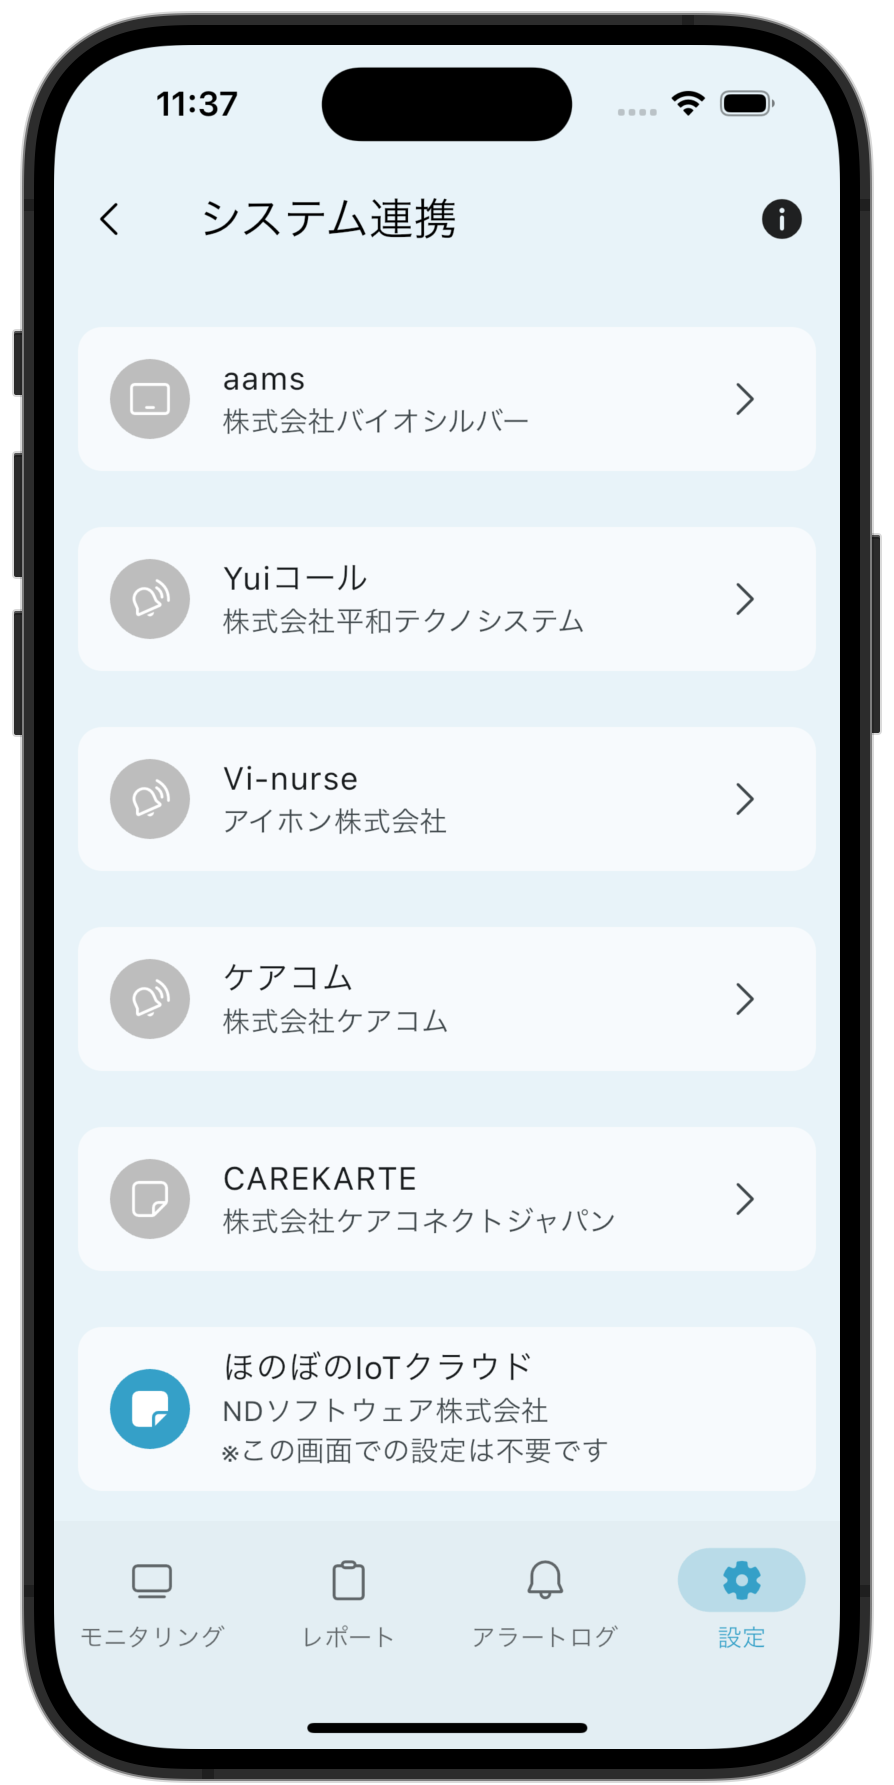 11:37
システム連携
aams
株式会社バイオシルバー
Yuiコール
株式会社平和テクノシステム
Vi-nurse
アイホン株式会社
ケアコム
株式会社ケアコム
CAREKARTE
株式会社ケアコネクトジャパン
ほのぼのIoTクラウド
NDソフトウェア株式会社
※この画面での設定は不要です
モニタリング
レポート
アラートログ
設定